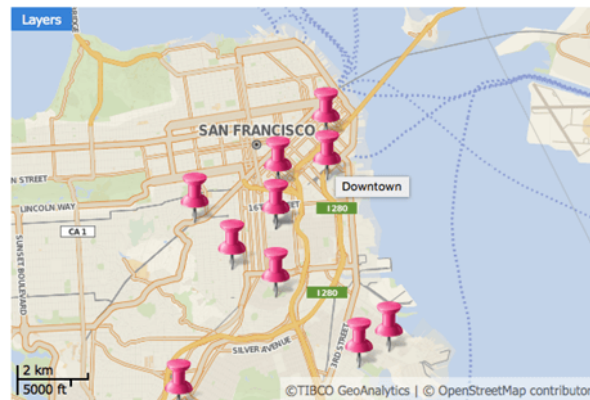 Layers
BRIDGE
SAN FRANCISCO
N STREET
Downtown
LINCOLN WAY
I 280
CA 1
SUNSET BOULEVARD
I 280
SILVER AVENUE
3RD STREET
2 km
5000 ft
©TIBCO GeoAnalytics | © OpenStreetMap contributor